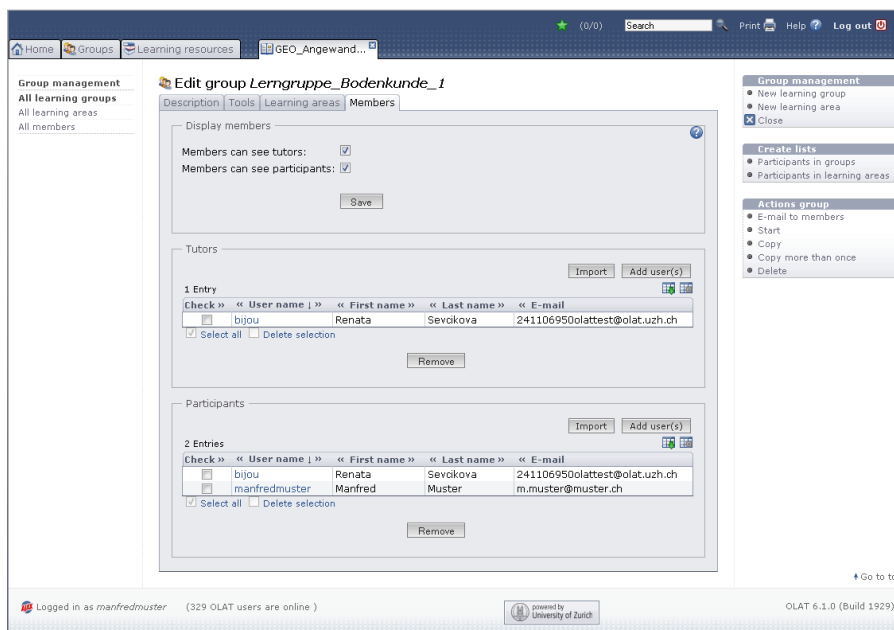 (0/0) Search Print Help Log out
Home Groups Learning resources GEO_Angewand...
Group management
All learning groups
All learning areas
All members
Edit group Lerngruppe_Bodenkunde_1
Description Tools Learning areas Members
Display members
Members can see tutors:
Members can see participants:
Save
Tutors
Import Add user(s)
1 Entry
Check » « User name ↓ » « First name » « Last name » « E-mail
bijou Renata Sevcikova 241106950olattest@olat.uzh.ch
Select all Delete selection
Remove
Participants
Import Add user(s)
2 Entries
Check » « User name ↓ » « First name » « Last name » « E-mail
bijou Renata Sevcikova 241106950olattest@olat.uzh.ch
manfredmuster Manfred Muster m.muster@muster.ch
Select all Delete selection
Remove
Group management
New learning group
New learning area
Close
Create lists
Participants in groups
Participants in learning areas
Actions group
E-mail to members
Start
Copy
Copy more than once
Delete
Go to to
Logged in as manfredmuster (329 OLAT users are online )
powered by
University of Zurich
OLAT 6.1.0 (Build 1929)